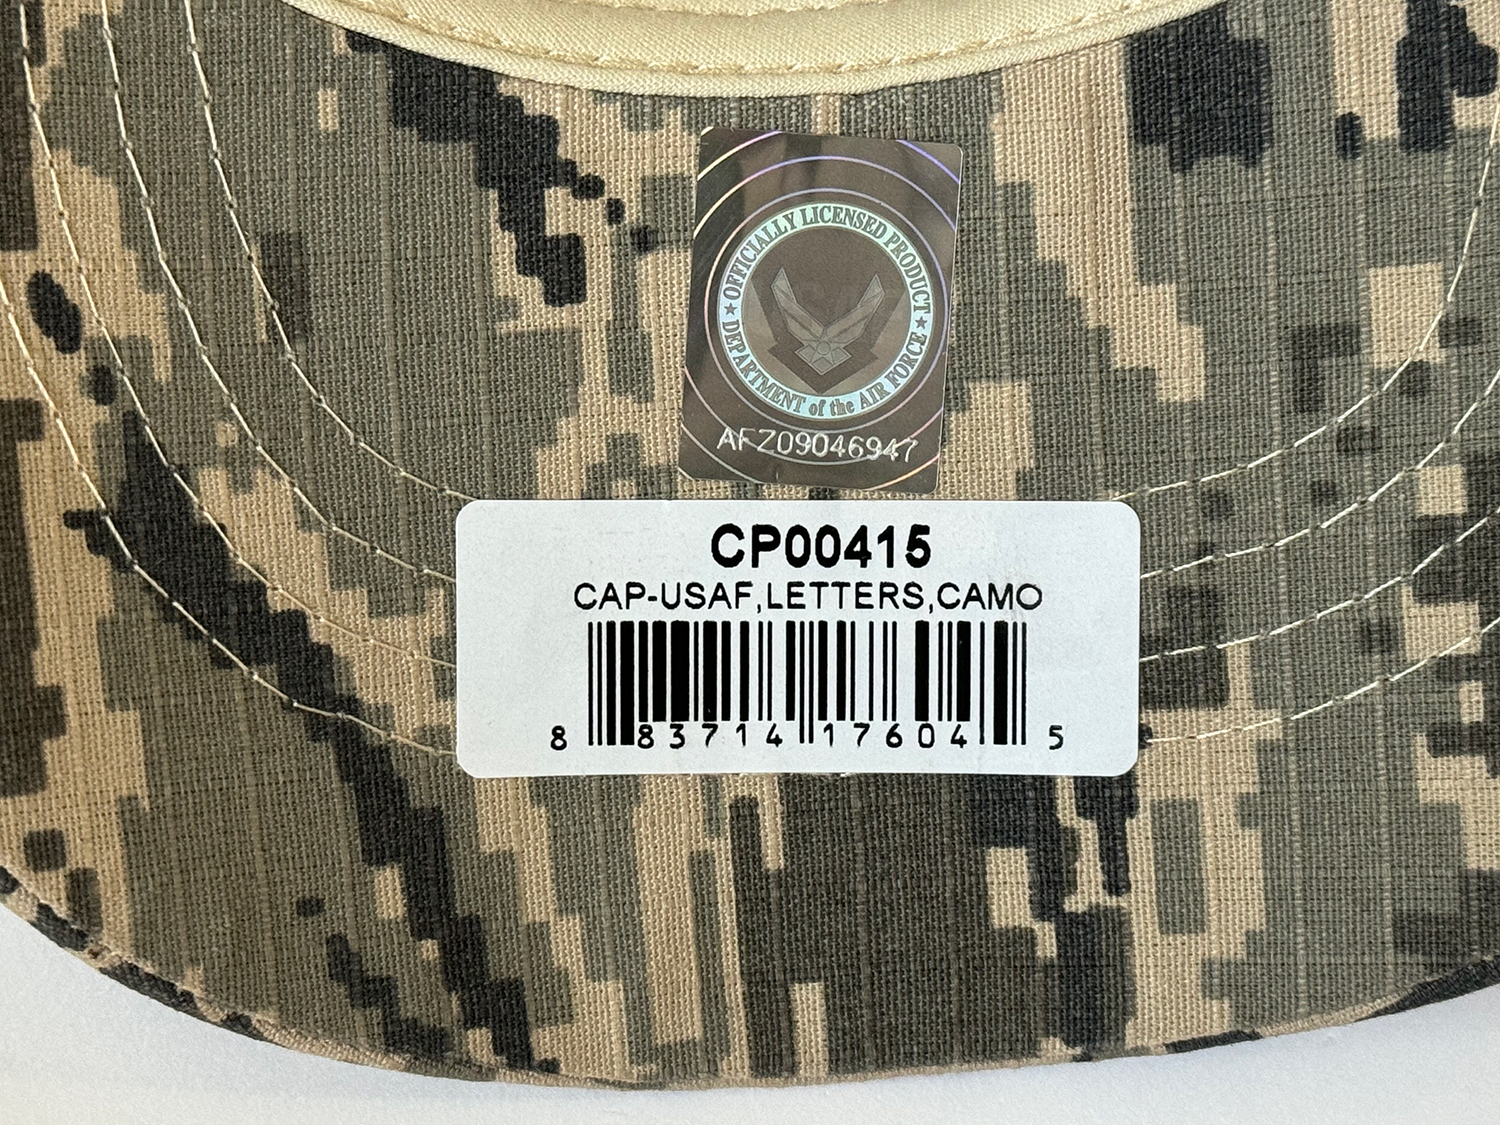 ★ OFFICIALLY LICENSED PRODUCT ★
DEPARTMENT of the AIR FORCE
AFZ09046947
CP00415
CAP-USAF,LETTERS,CAMO
8 83714 17604 5